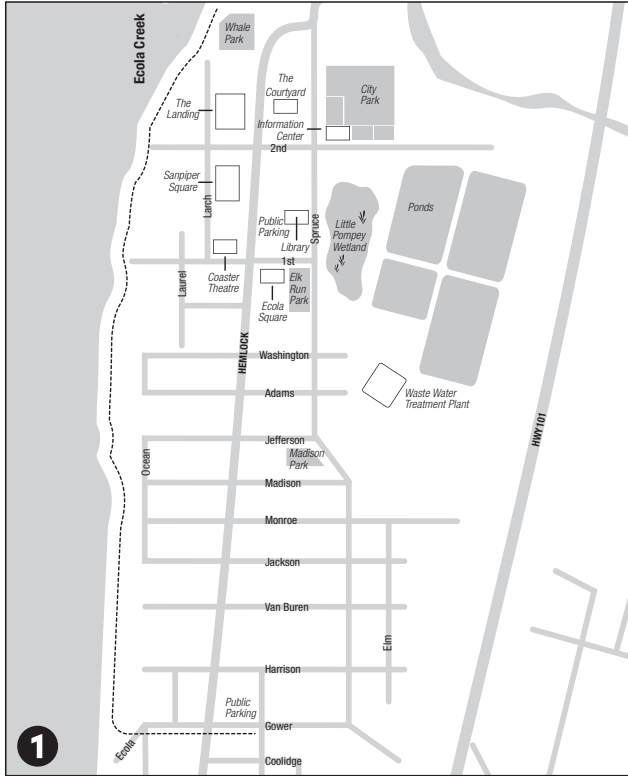 Ecola Creek
Whale
Park
The
Courtyard
City
Park
The
Landing
Information
Center
2nd
Sanpiper
Square
Larch
Public
Parking
Library
Spruce
Little
Pompey
Wetland
Ponds
1st
Laurel
Coaster
Theatre
Elk
Run
Park
Ecola
Square
HEMLOCK
Washington
Adams
Waste Water
Treatment Plant
HWY101
Jefferson
Ocean
Madison
Park
Madison
Monroe
Jackson
Van Buren
Elm
Harrison
Public
Parking
Gower
Ecola
Coolidge
1